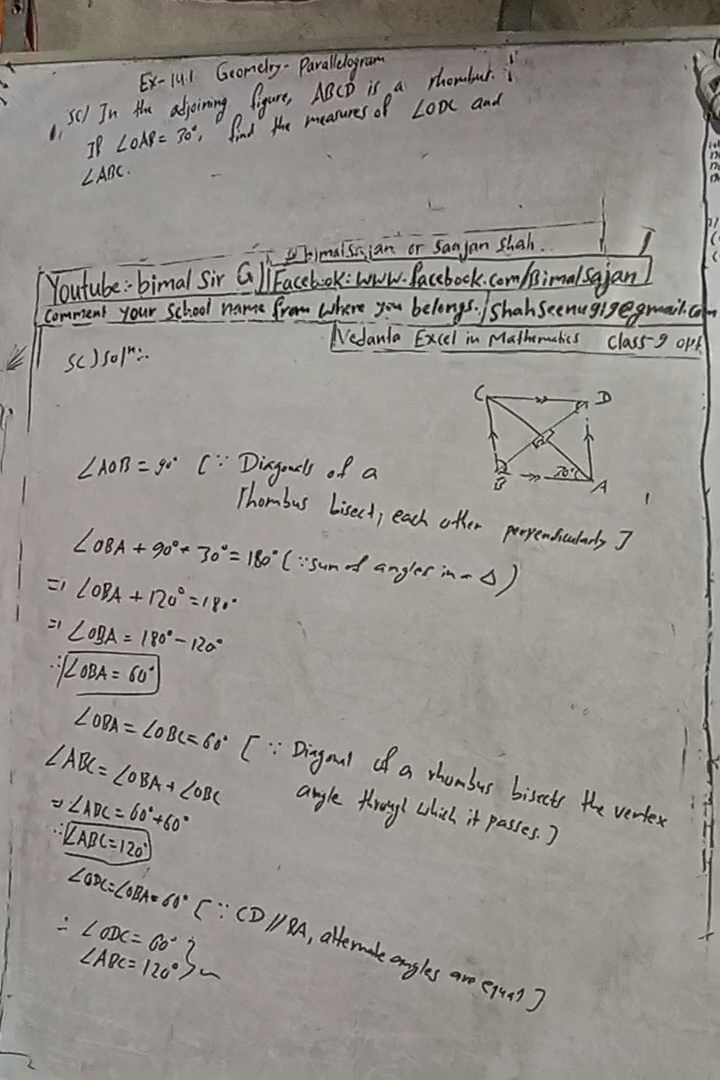 Ex-14.1 Geometry- Parallelogram
5c) In the adjoining figure, ABCD is a rhombus.
If ∠OAB = 30°, find the measures of ∠ODC and
∠ABC.
bimalsajan or saajan shah.
Youtube:- bimal Sir G || Facebook: www.facebook.com/Bimalsajan
comment your school name from where you belongs. / shahseenu919@gmail.com
Vedanta Excel in Mathematics class-9 opt
5c) solⁿ:-
C D
B 30° A
∠AOB = 90° [∵ Diagonals of a
rhombus bisect, each other perpendicularly]
∠OBA + 90° + 30° = 180° (∵ sum of angles in a Δ)
=) ∠OBA + 120° = 180°
=) ∠OBA = 180° - 120°
∴ ∠OBA = 60°
∠OBA = ∠OBC = 60° [∵ Diagonal of a rhombus bisects the vertex
angle through which it passes.]
∠ABC = ∠OBA + ∠OBC
=) ∠ABC = 60° + 60°
∴ ∠ABC = 120°
∠ODC = ∠OBA = 60° [∵ CD // BA, alternate angles are equal]
∴ ∠ODC = 60° }
∠ABC = 120° }